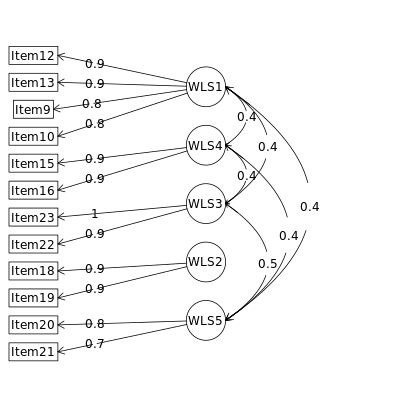 Item12
0.9
Item13
0.9
WLS1
Item9
0.8
Item10
0.8
0.4
Item15
0.9
WLS4
0.4
Item16
0.9
0.4
Item23
1
WLS3
0.4
Item22
0.9
0.4
Item18
0.9
WLS2
0.5
Item19
0.9
Item20
0.8
WLS5
Item21
0.7